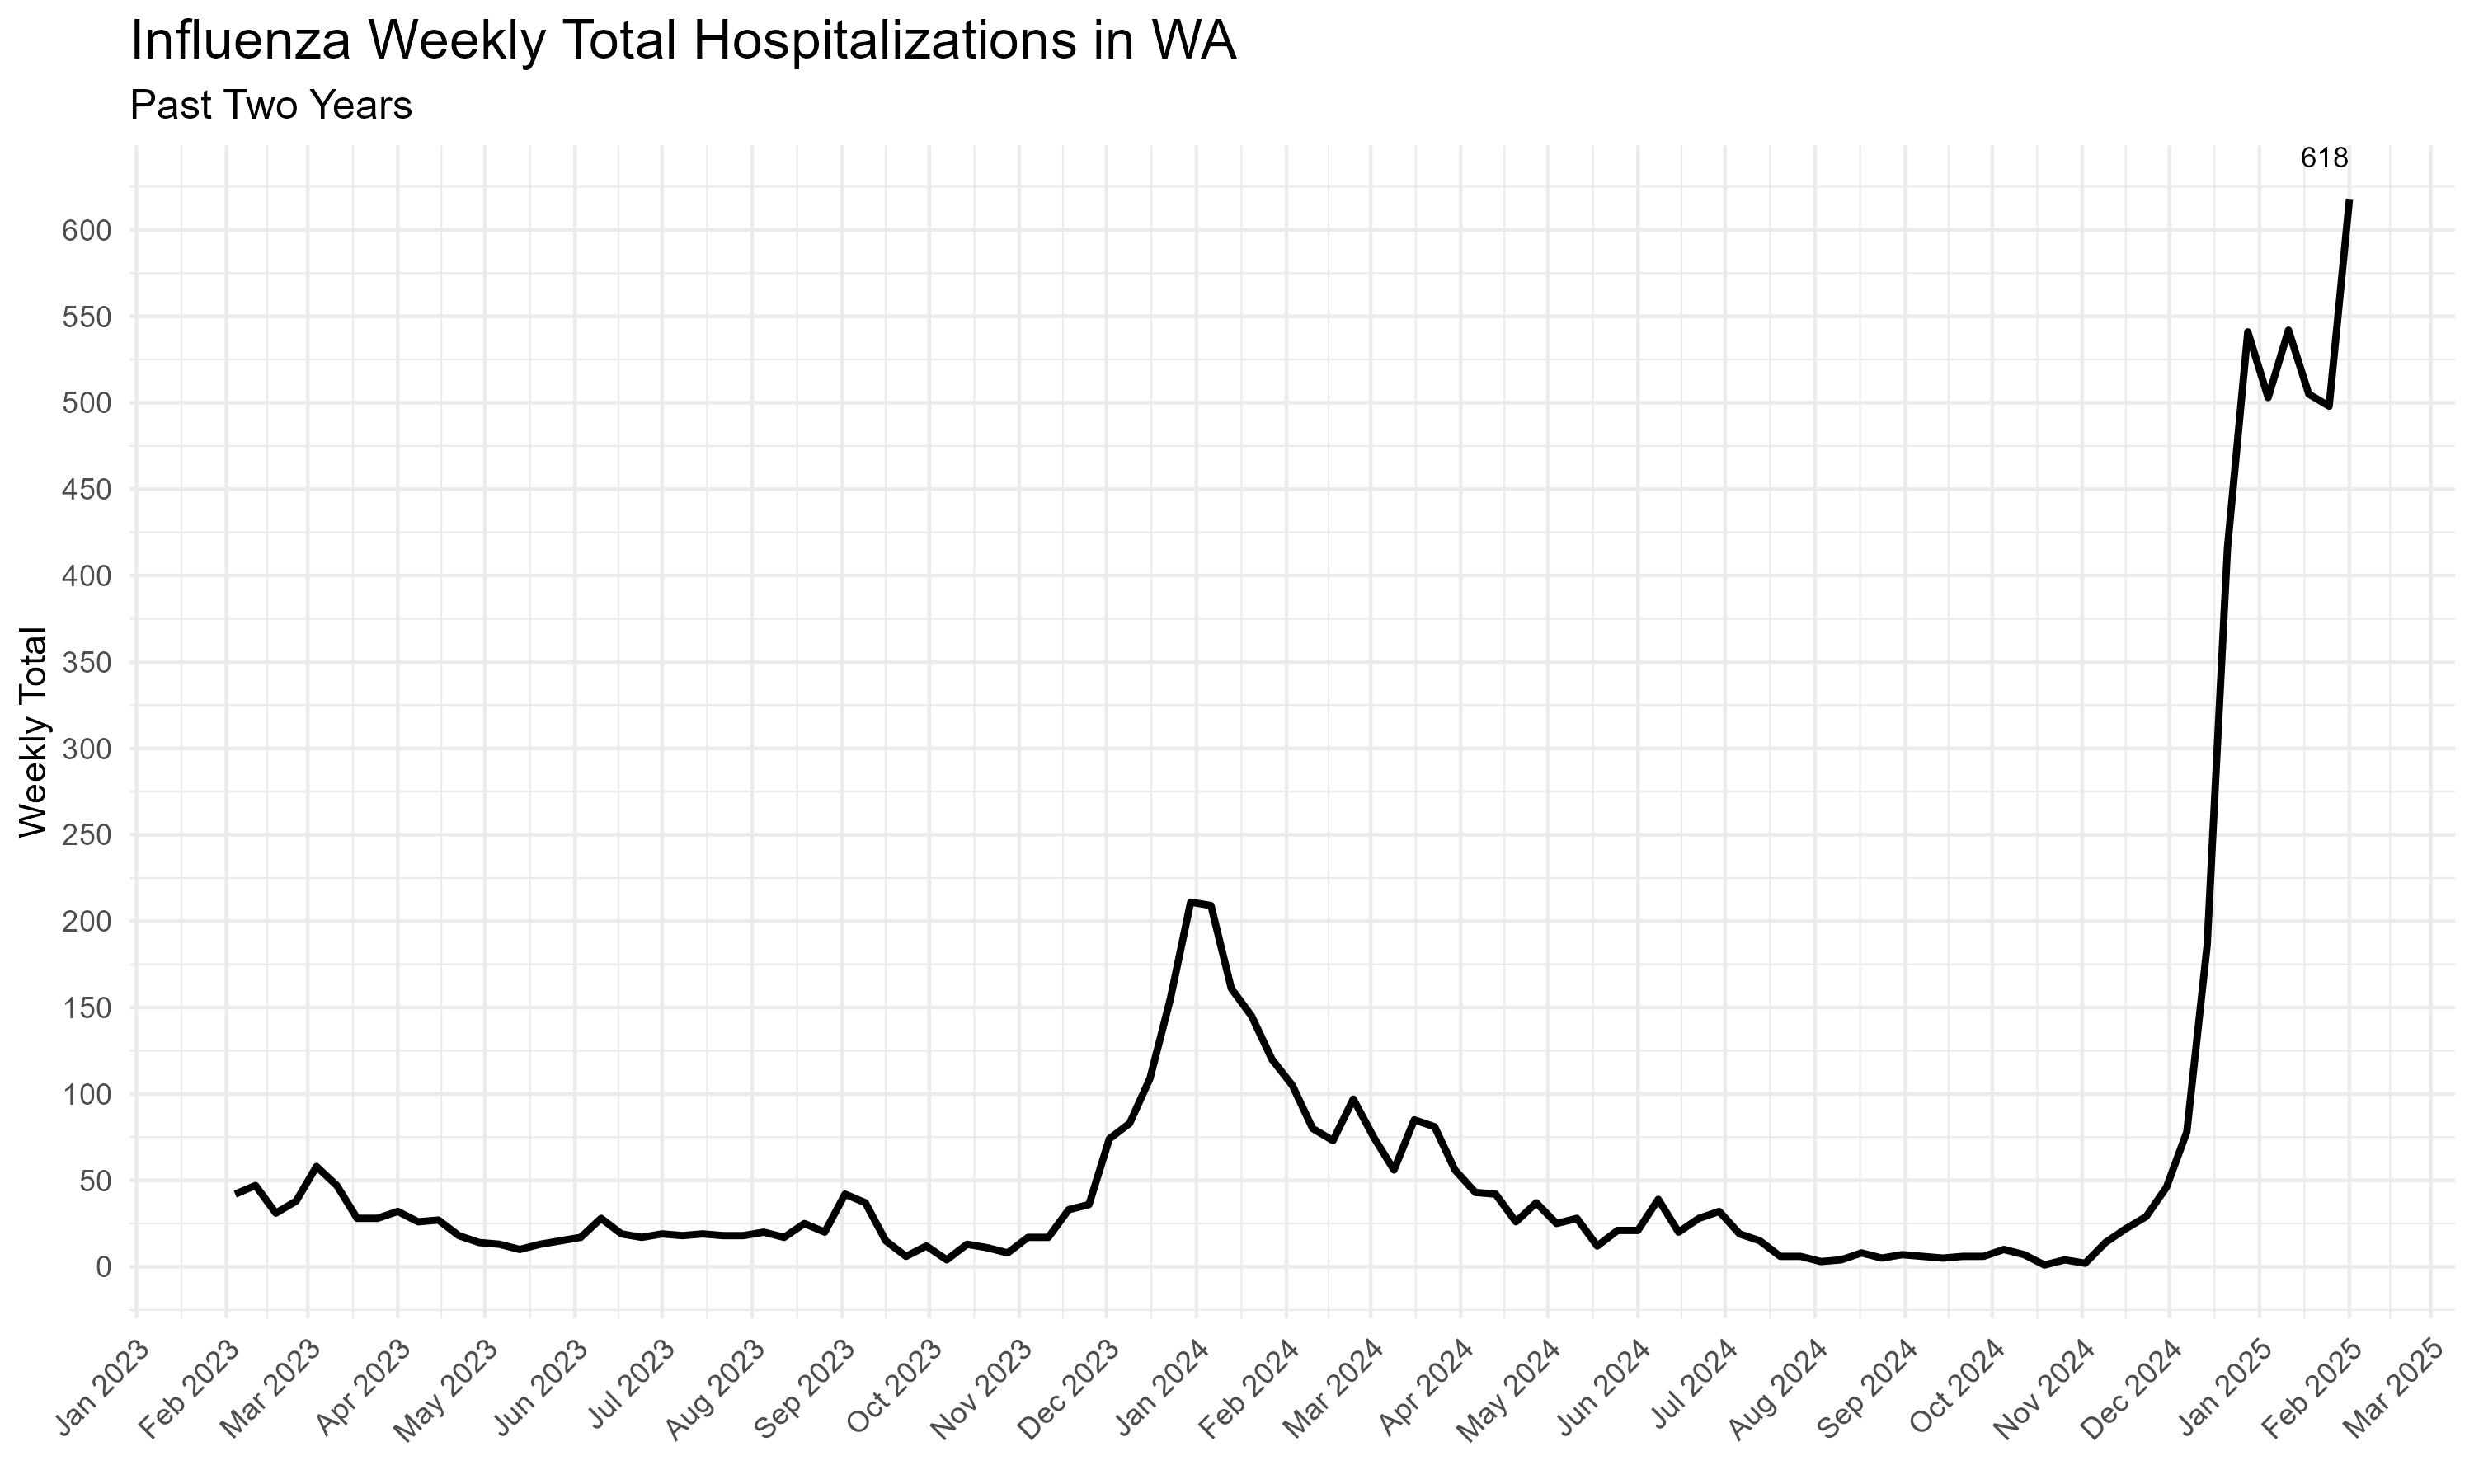 Influenza Weekly Total Hospitalizations in WA
Past Two Years
618
600
550
500
450
400
350
300
250
200
150
100
50
0
Weekly Total
Jan 2023
Feb 2023
Mar 2023
Apr 2023
May 2023
Jun 2023
Jul 2023
Aug 2023
Sep 2023
Oct 2023
Nov 2023
Dec 2023
Jan 2024
Feb 2024
Mar 2024
Apr 2024
May 2024
Jun 2024
Jul 2024
Aug 2024
Sep 2024
Oct 2024
Nov 2024
Dec 2024
Jan 2025
Feb 2025
Mar 2025